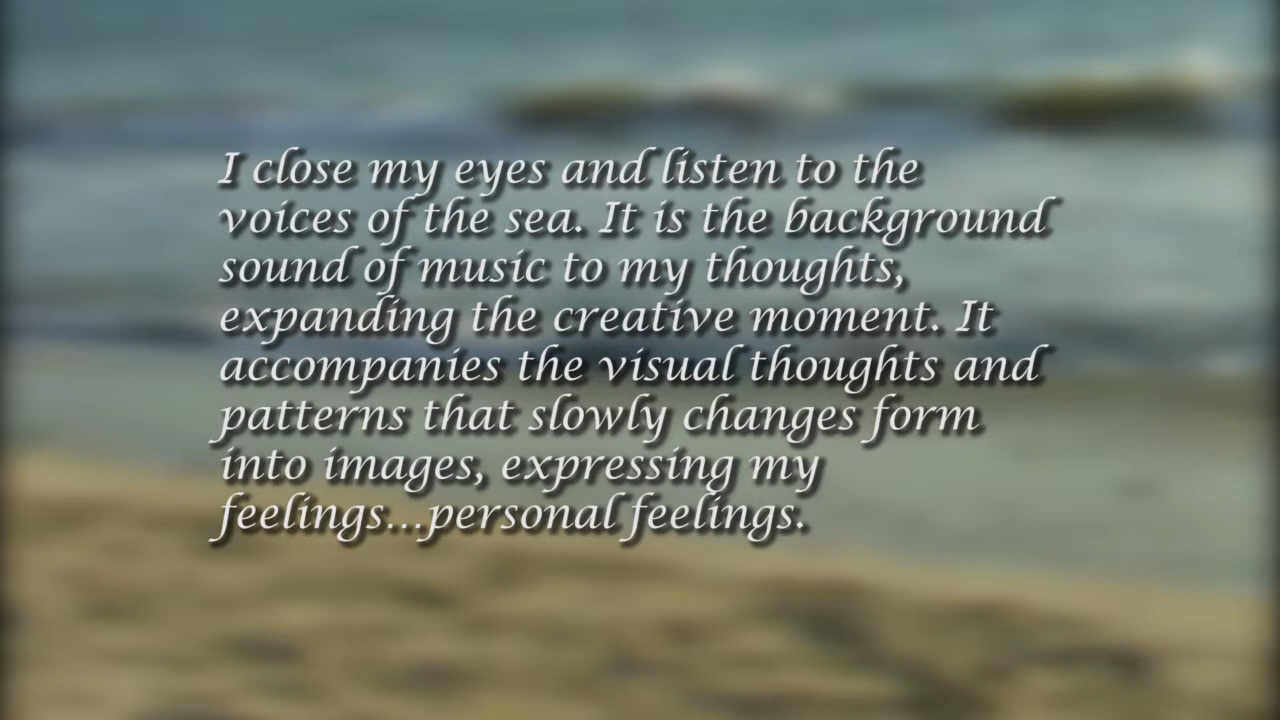 I close my eyes and listen to the
voices of the sea. It is the background
sound of music to my thoughts,
expanding the creative moment. It
accompanies the visual thoughts and
patterns that slowly changes form
into images, expressing my
feelings...personal feelings.